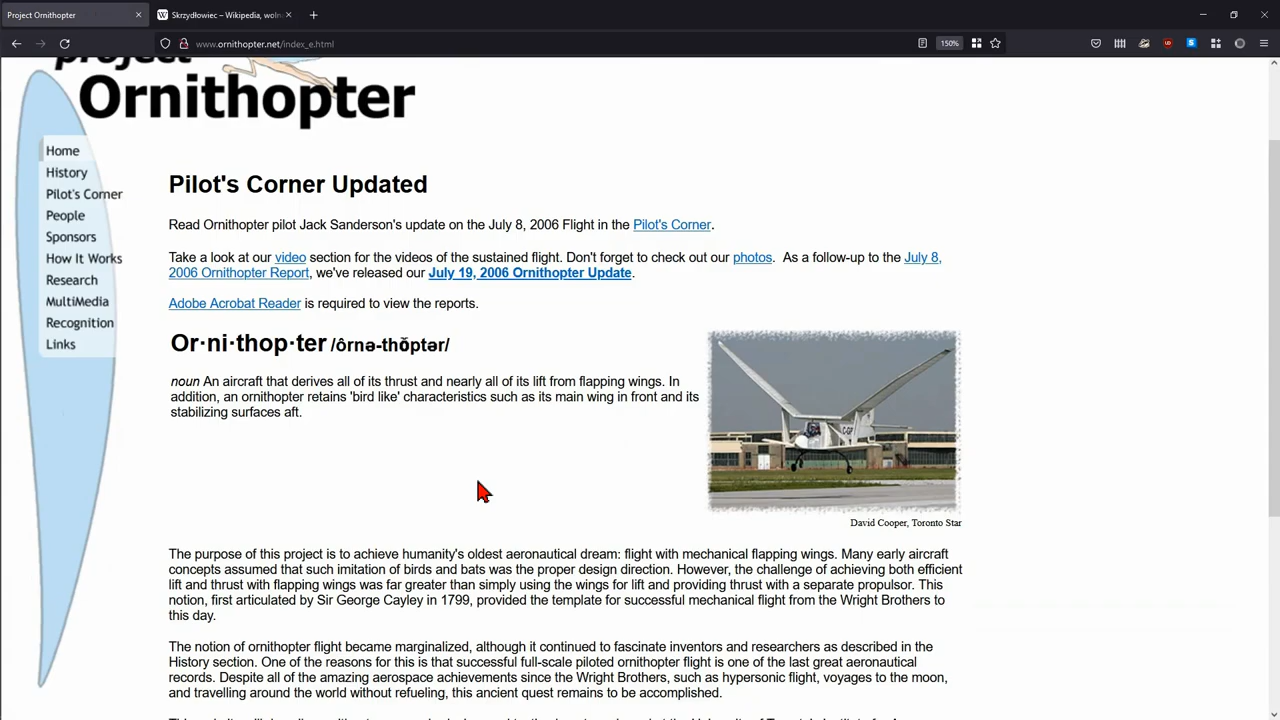 Project Ornithopter
Skrzydłowiec – Wikipedia, woln
www.ornithopter.net/index_e.html
150%
project
Ornithopter
Home
History
Pilot's Corner
People
Sponsors
How It Works
Research
MultiMedia
Recognition
Links
Pilot's Corner Updated
Read Ornithopter pilot Jack Sanderson's update on the July 8, 2006 Flight in the Pilot's Corner.
Take a look at our video section for the videos of the sustained flight. Don't forget to check out our photos. As a follow-up to the July 8,
2006 Ornithopter Report, we've released our July 19, 2006 Ornithopter Update.
Adobe Acrobat Reader is required to view the reports.
Or·ni·thop·ter /ôrnə-thŏptər/
noun An aircraft that derives all of its thrust and nearly all of its lift from flapping wings. In
addition, an ornithopter retains 'bird like' characteristics such as its main wing in front and its
stabilizing surfaces aft.
David Cooper, Toronto Star
The purpose of this project is to achieve humanity's oldest aeronautical dream: flight with mechanical flapping wings. Many early aircraft
concepts assumed that such imitation of birds and bats was the proper design direction. However, the challenge of achieving both efficient
lift and thrust with flapping wings was far greater than simply using the wings for lift and providing thrust with a separate propulsor. This
notion, first articulated by Sir George Cayley in 1799, provided the template for successful mechanical flight from the Wright Brothers to
this day.
The notion of ornithopter flight became marginalized, although it continued to fascinate inventors and researchers as described in the
History section. One of the reasons for this is that successful full-scale piloted ornithopter flight is one of the last great aeronautical
records. Despite all of the amazing aerospace achievements since the Wright Brothers, such as hypersonic flight, voyages to the moon,
and travelling around the world without refueling, this ancient quest remains to be accomplished.